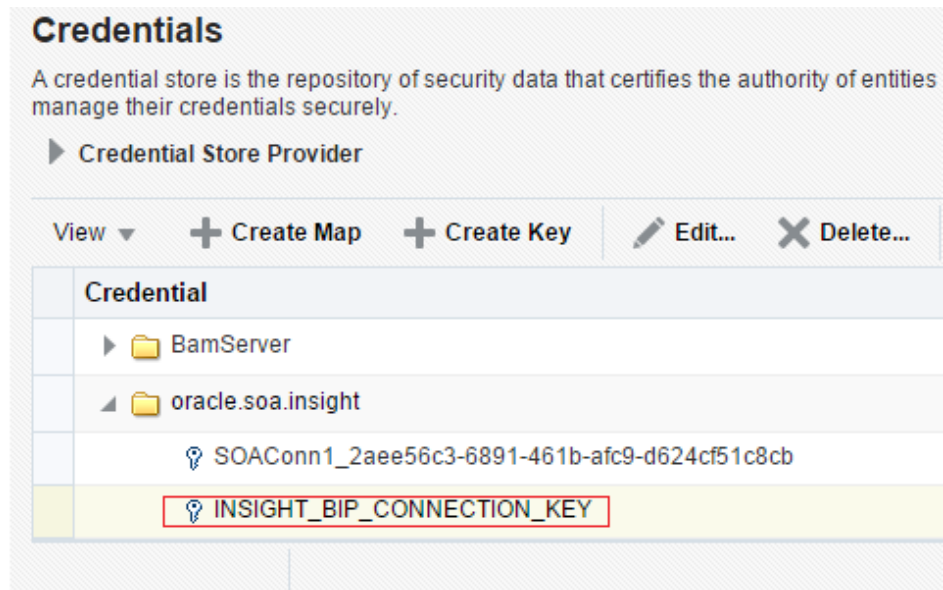 Credentials
A credential store is the repository of security data that certifies the authority of entities
manage their credentials securely.
Credential Store Provider
View Create Map Create Key Edit... Delete...
Credential
BamServer
oracle.soa.insight
SOAConn1_2aee56c3-6891-461b-afc9-d624cf51c8cb
INSIGHT_BIP_CONNECTION_KEY